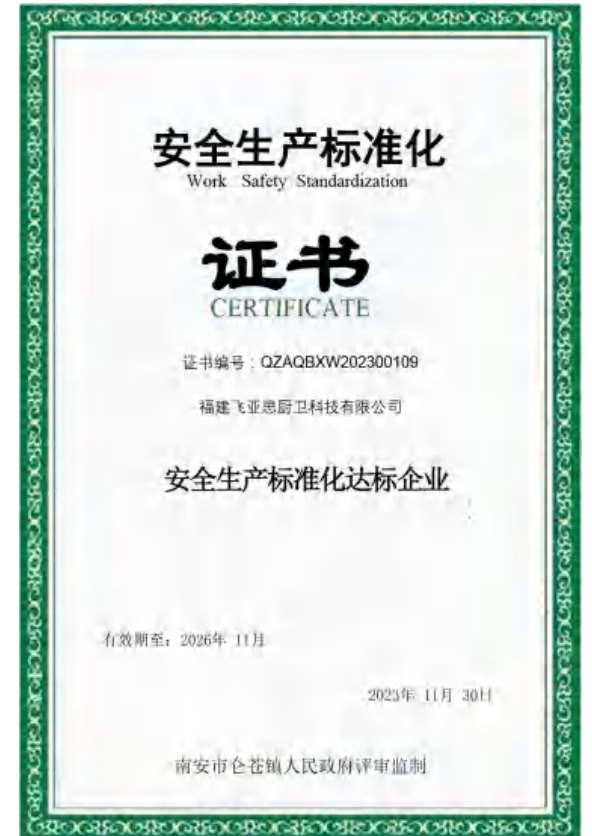 安全生产标准化
Work Safety Standardization
证书
CERTIFICATE
证书编号：QZAQBXW202300109
福建飞亚思厨卫科技有限公司
安全生产标准化达标企业
有效期至：2026年 11月
2023年 11月 30日
南安市仑苍镇人民政府评审监制